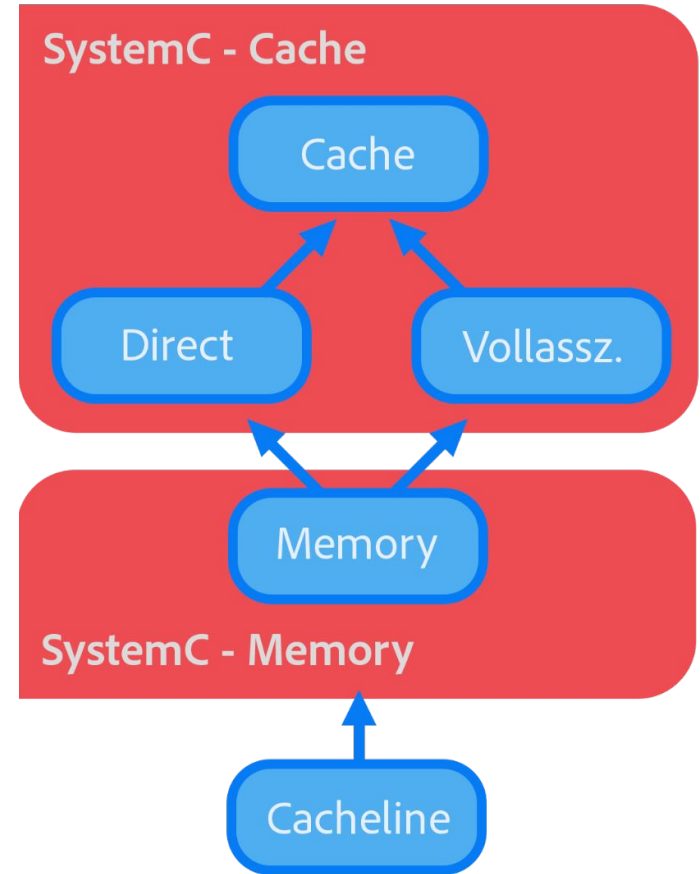 SystemC - Cache
Cache
Direct
Vollassz.
Memory
SystemC - Memory
Cacheline